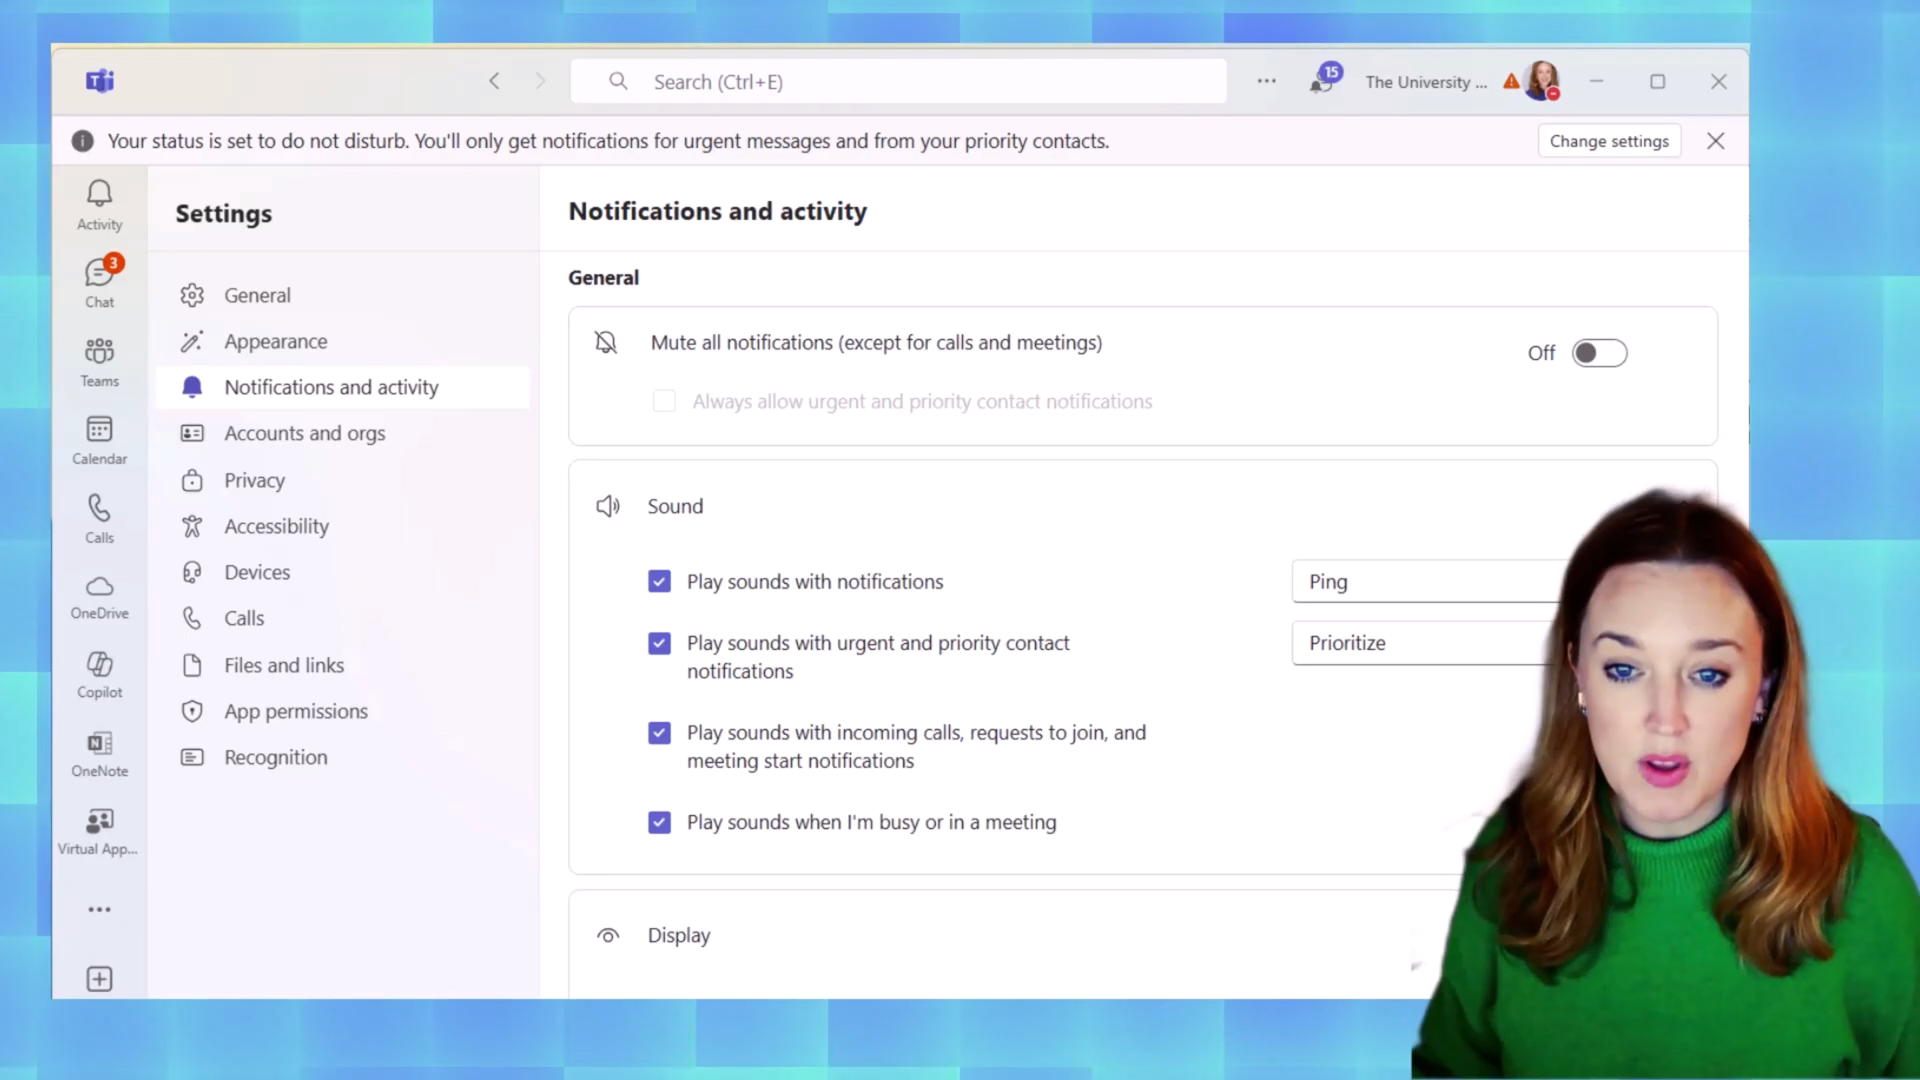 Search (Ctrl+E)
15
The University ...
Your status is set to do not disturb. You'll only get notifications for urgent messages and from your priority contacts.
Change settings
Activity
3
Chat
Teams
Calendar
Calls
OneDrive
Copilot
OneNote
Virtual App...
Settings
General
Appearance
Notifications and activity
Accounts and orgs
Privacy
Accessibility
Devices
Calls
Files and links
App permissions
Recognition
Notifications and activity
General
Mute all notifications (except for calls and meetings)
Off
Always allow urgent and priority contact notifications
Sound
Play sounds with notifications
Ping
Play sounds with urgent and priority contact
notifications
Prioritize
Play sounds with incoming calls, requests to join, and
meeting start notifications
Play sounds when I'm busy or in a meeting
Display